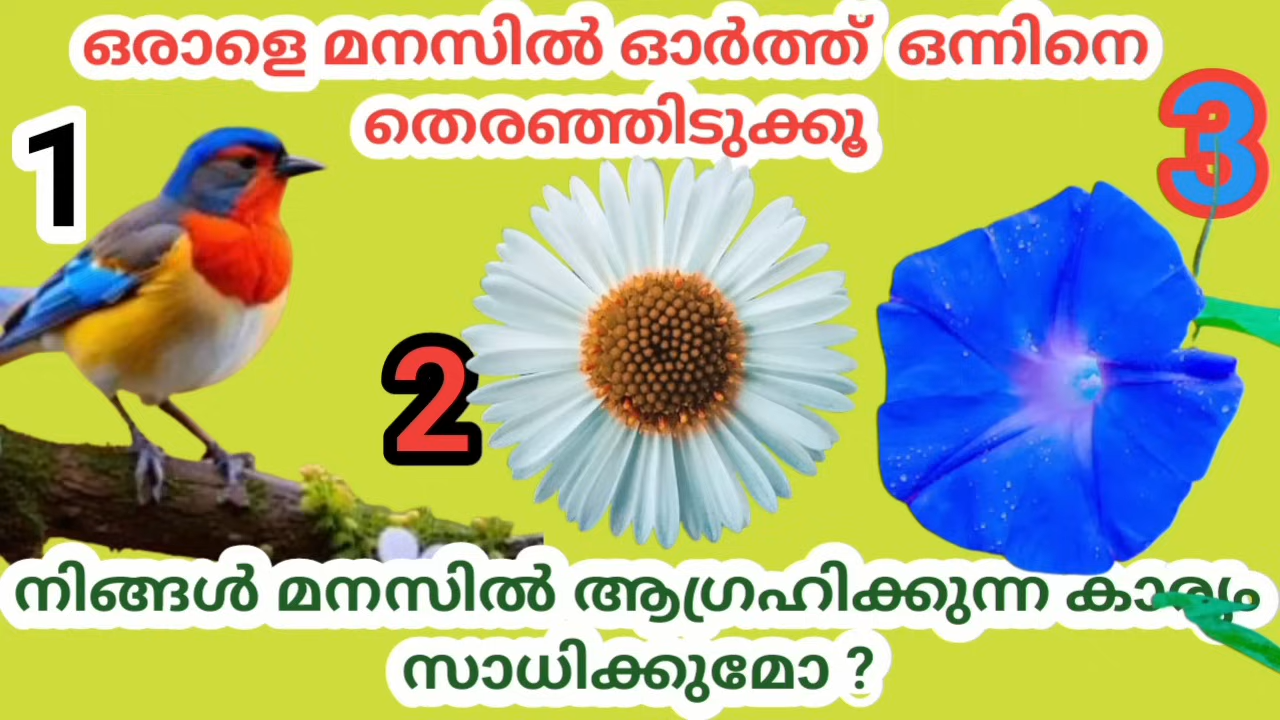 ഒരാളെ മനസിൽ ഓർത്ത് ഒന്നിനെ
തെരഞ്ഞിടുക്കൂ
1
2
3
നിങ്ങൾ മനസിൽ ആഗ്രഹിക്കുന്ന കാര്യം
സാധിക്കുമോ ?